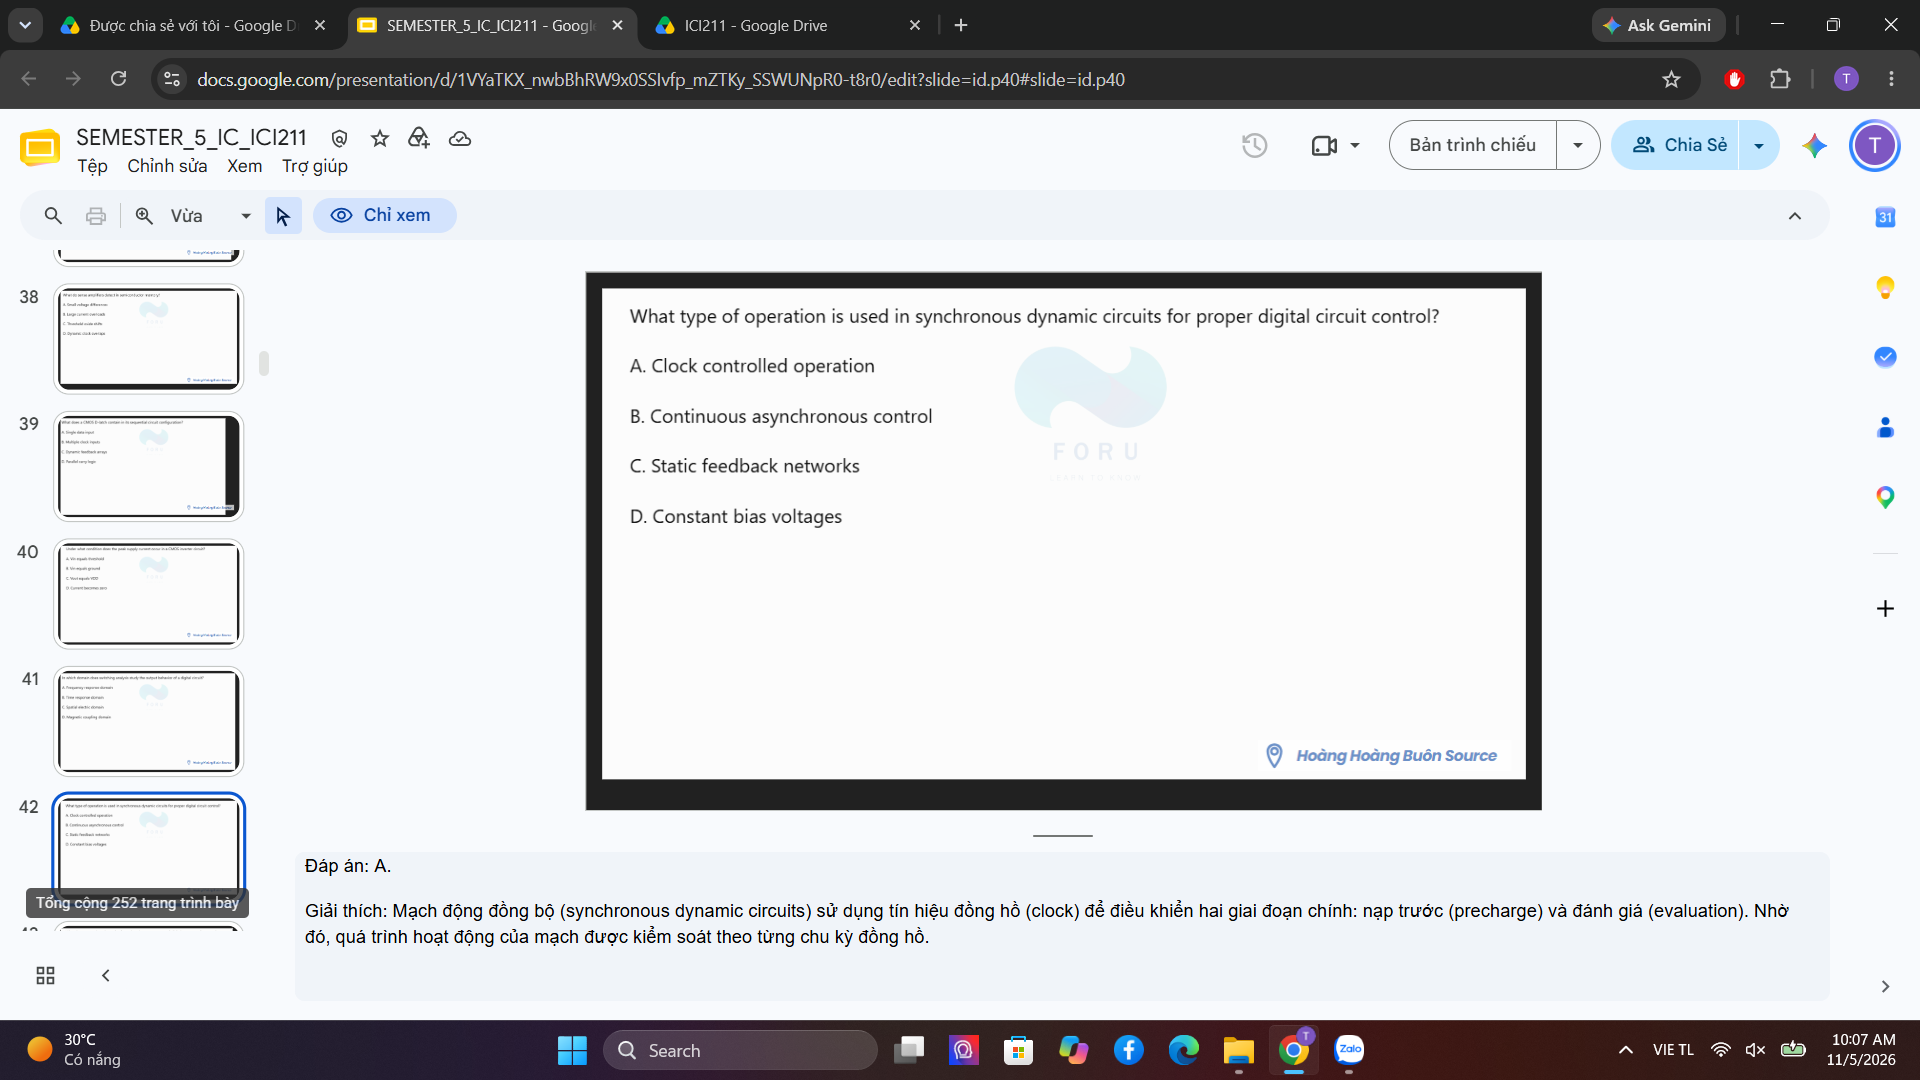 Được chia sẻ với tôi - Google D
SEMESTER_5_IC_ICI211 - Google
ICI211 - Google Drive
Ask Gemini
docs.google.com/presentation/d/1VYaTKX_nwbBhRW9x0SSIvfp_mZTKy_SSWUNpR0-t8r0/edit?slide=id.p40#slide=id.p40
T
SEMESTER_5_IC_ICI211
Bản trình chiếu
Chia Sẻ
T
Tệp Chỉnh sửa Xem Trợ giúp
Vừa
Chỉ xem
31
38
39
40
41
42
Tổng cộng 252 trang trình bày
What type of operation is used in synchronous dynamic circuits for proper digital circuit control?
A. Clock controlled operation
B. Continuous asynchronous control
C. Static feedback networks
D. Constant bias voltages
FORU
Hoàng Hoàng Buôn Source
Đáp án: A.
Giải thích: Mạch động đồng bộ (synchronous dynamic circuits) sử dụng tín hiệu đồng hồ (clock) để điều khiển hai giai đoạn chính: nạp trước (precharge) và đánh giá (evaluation). Nhờ
đó, quá trình hoạt động của mạch được kiểm soát theo từng chu kỳ đồng hồ.
30°C
Có nắng
Search
Zalo
VIE TL
10:07 AM
11/5/2026